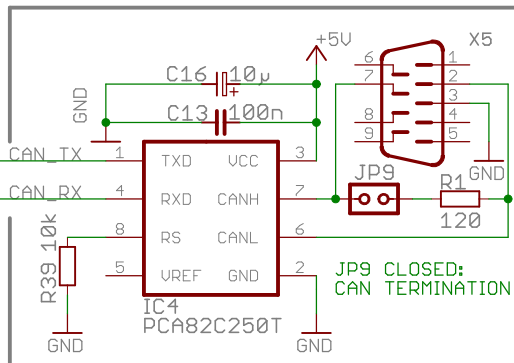 +5V
X5
C16 10µ
+
C13 100n
GND
6
7
8
9
1
2
3
4
5
GND
CAN_TX
CAN_RX
1 TXD VCC 3
4 RXD CANH 7
8 RS CANL 6
5 VREF GND 2
JP9
R1
120
R39 10k
JP9 CLOSED:
CAN TERMINATION
IC4
PCA82C250T
GND
GND